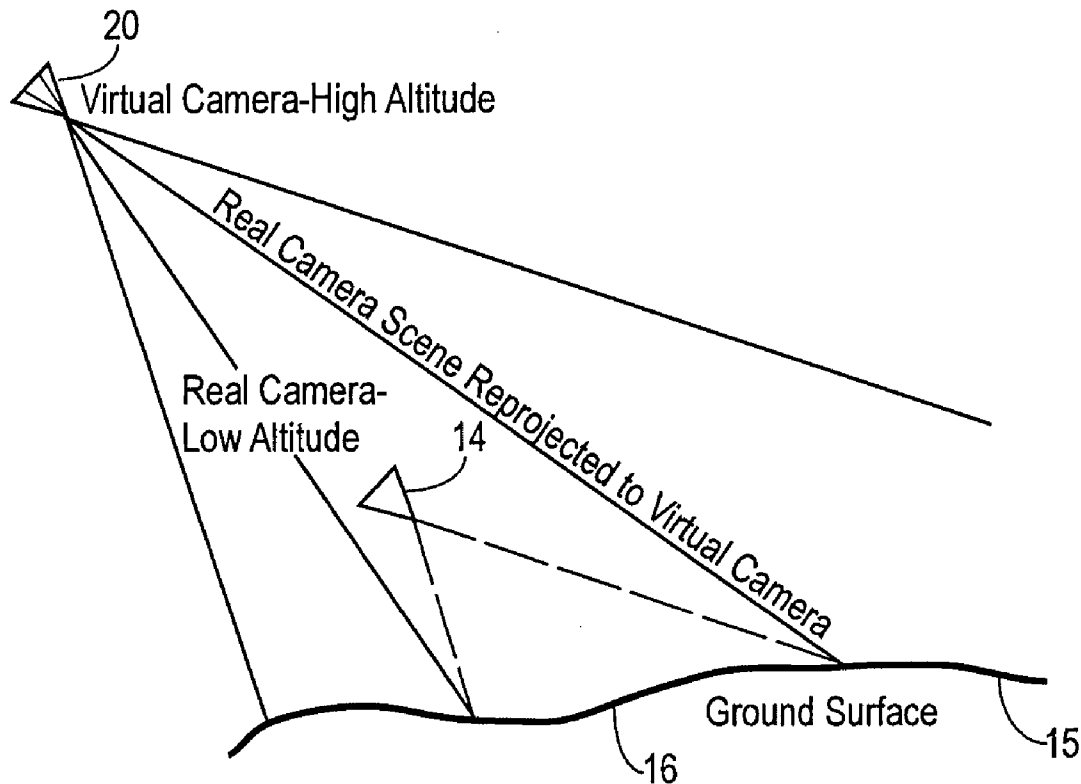 20
Virtual Camera-High Altitude
Real Camera Scene Reprojected to Virtual Camera
Real Camera-
Low Altitude
14
Ground Surface
16
15